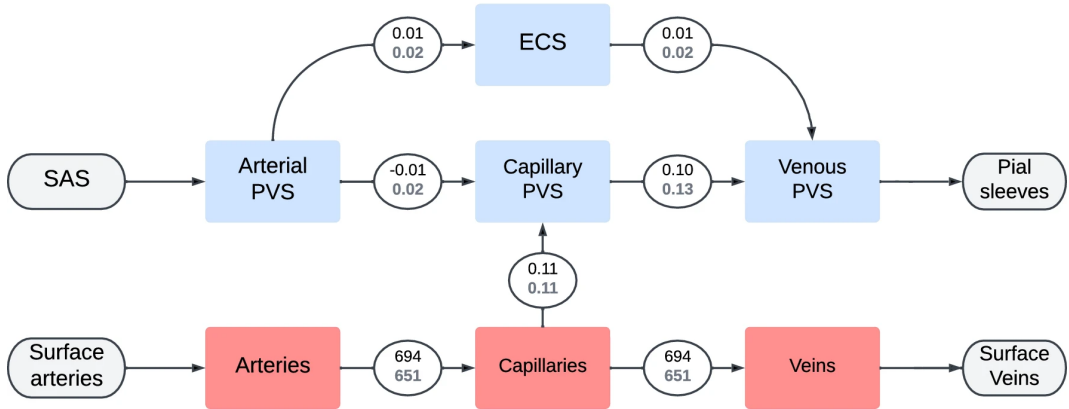 0.01
0.02
ECS
0.01
0.02
SAS
Arterial
PVS
-0.01
0.02
Capillary
PVS
0.10
0.13
Venous
PVS
Pial
sleeves
0.11
0.11
Surface
arteries
Arteries
694
651
Capillaries
694
651
Veins
Surface
Veins